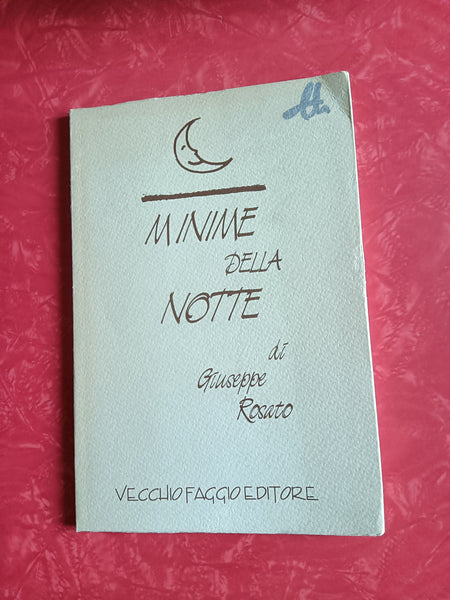 MINIME
DELLA
NOTTE
di
Giuseppe
Rosato
VECCHIO FAGGIO EDITORE